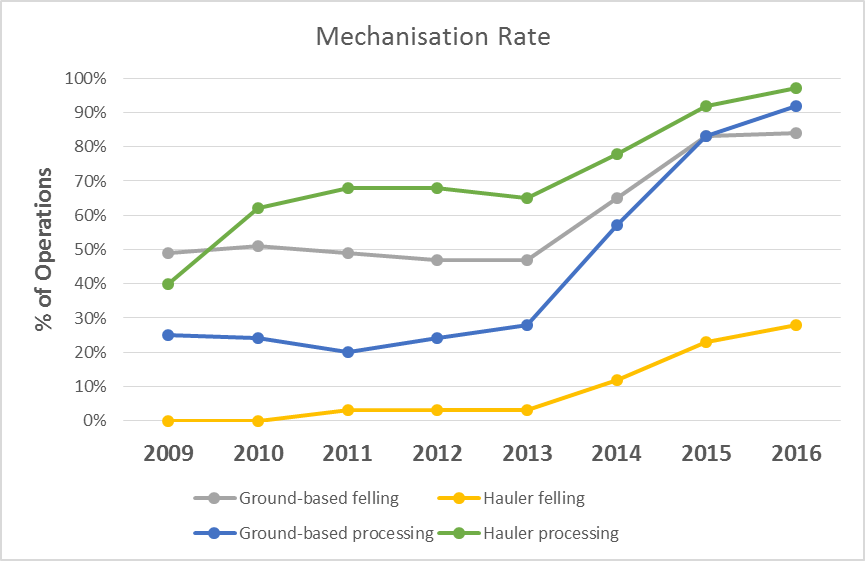 Mechanisation Rate
% of Operations
100%
90%
80%
70%
60%
50%
40%
30%
20%
10%
0%
2009 2010 2011 2012 2013 2014 2015 2016
Ground-based felling Hauler felling
Ground-based processing Hauler processing